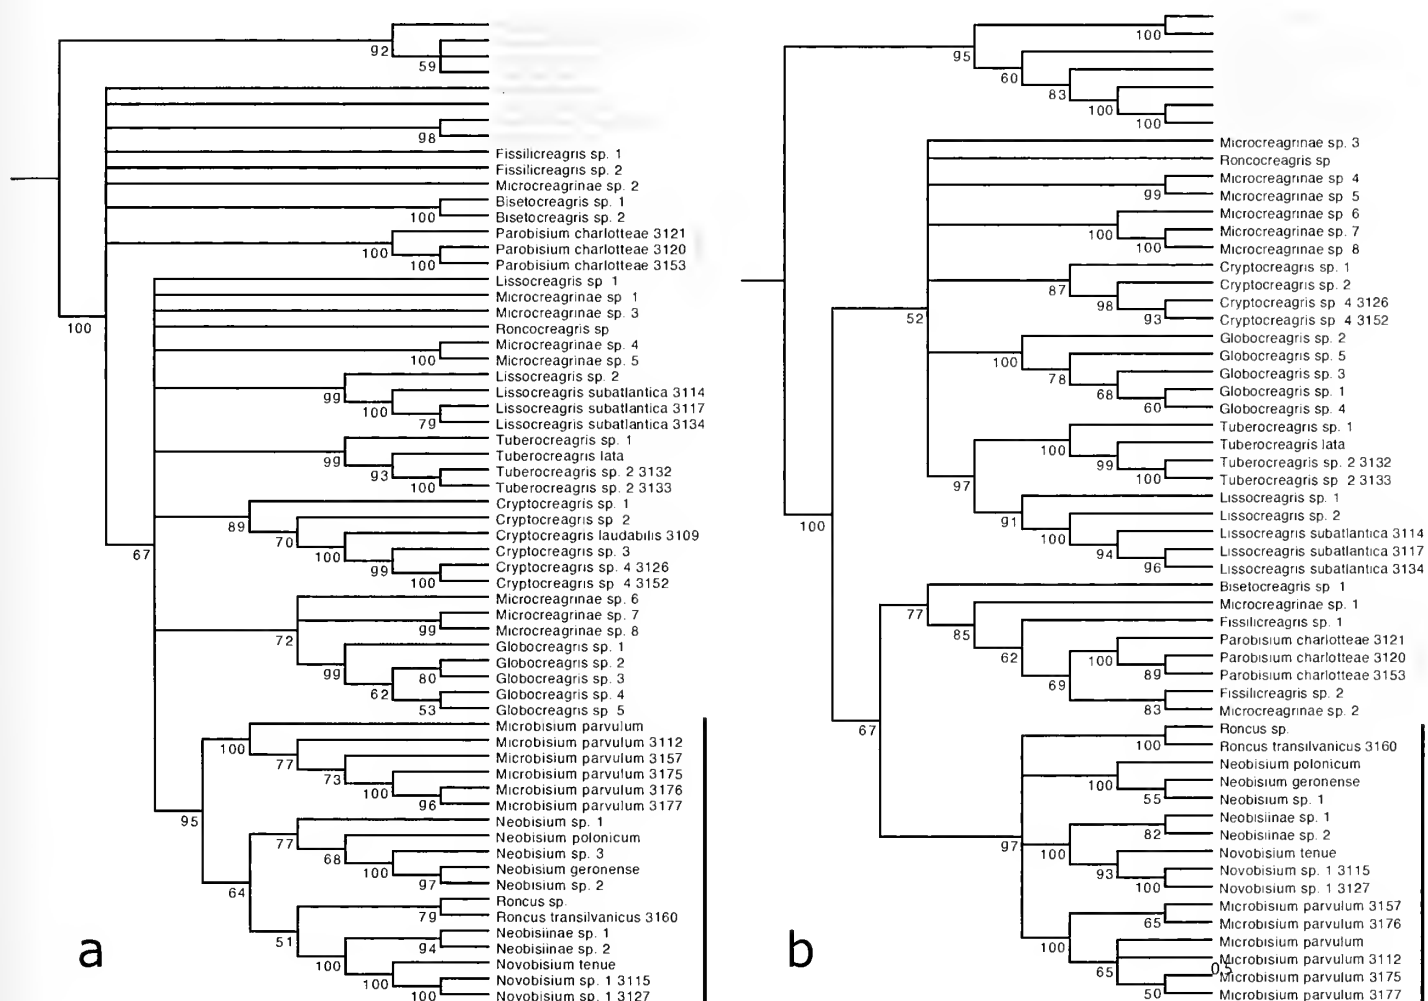 92
59
98
Fissilicreagris sp. 1
Fissilicreagris sp. 2
Microcreagrinae sp. 2
Bisetocreagris sp. 1
100
Bisetocreagris sp. 2
Parobisium charlotteae 3121
100
Parobisium charlotteae 3120
100
Parobisium charlotteae 3153
Lissocreagris sp 1
Microcreagrinae sp. 1
Microcreagrinae sp. 3
100
Roncocreagris sp
Microcreagrinae sp. 4
100
Microcreagrinae sp. 5
Lissocreagris sp. 2
99
Lissocreagris subatlantica 3114
100
Lissocreagris subatlantica 3117
79
Lissocreagris subatlantica 3134
Tuberocreagris sp. 1
99
Tuberocreagris lata
93
Tuberocreagris sp. 2 3132
100
Tuberocreagris sp. 2 3133
Cryptocreagris sp. 1
89
Cryptocreagris sp 2
70
Cryptocreagris laudabilis 3109
67
100
Cryptocreagris sp. 3
99
Cryptocreagris sp. 4 3126
100
Cryptocreagris sp. 4 3152
Microcreagrinae sp. 6
Microcreagrinae sp. 7
99
Microcreagrinae sp. 8
72
Globocreagris sp. 1
Globocreagris sp. 2
99
80
Globocreagris sp. 3
62
Globocreagris sp. 4
53
Globocreagris sp. 5
Microbisium parvulum
100
Microbisium parvulum 3112
77
Microbisium parvulum 3157
73
Microbisium parvulum 3175
100
Microbisium parvulum 3176
96
Microbisium parvulum 3177
95
Neobisium sp. 1
77
Neobisium polonicum
68
Neobisium sp. 3
100
Neobisium geronense
97
Neobisium sp. 2
64
Roncus sp.
79
Roncus transilvanicus 3160
Neobisiinae sp. 1
51
94
Neobisiinae sp. 2
100
Novobisium tenue
100
Novobisium sp. 1 3115
100
Novobisium sp. 1 3127
a
100
95
60
83
100
100
Microcreagrinae sp. 3
Roncocreagris sp
Microcreagrinae sp 4
99
Microcreagrinae sp 5
Microcreagrinae sp 6
100
Microcreagrinae sp. 7
100
Microcreagrinae sp 8
Cryptocreagris sp. 1
87
Cryptocreagris sp. 2
98
Cryptocreagris sp 4 3126
93
Cryptocreagris sp 4 3152
52
Globocreagris sp. 2
100
Globocreagris sp. 5
78
Globocreagris sp. 3
68
Globocreagris sp. 1
60
Globocreagris sp. 4
Tuberocreagris sp. 1
100
Tuberocreagris lata
99
Tuberocreagris sp. 2 3132
100
Tuberocreagris sp. 2 3133
97
Lissocreagris sp. 1
91
Lissocreagris sp. 2
100
100
Lissocreagris subatlantica 3114
94
Lissocreagris subatlantica 3117
96
Lissocreagris subatlantica 3134
Bisetocreagris sp 1
77
Microcreagrinae sp. 1
85
Fissilicreagris sp. 1
62
Parobisium charlotteae 3121
100
Parobisium charlotteae 3120
89
Parobisium charlotteae 3153
69
Fissilicreagris sp. 2
83
Microcreagrinae sp. 2
67
Roncus sp.
100
Roncus transilvanicus 3160
Neobisium polonicum
100
Neobisium geronense
55
Neobisium sp. 1
Neobisiinae sp. 1
82
Neobisiinae sp. 2
97
100
Novobisium tenue
93
Novobisium sp. 1 3115
100
Novobisium sp. 1 3127
Microbisium parvulum 3157
65
Microbisium parvulum 3176
100
Microbisium parvulum
Microbisium parvulum 3112
65
0.5
Microbisium parvulum 3175
50
Microbisium parvulum 3177
b